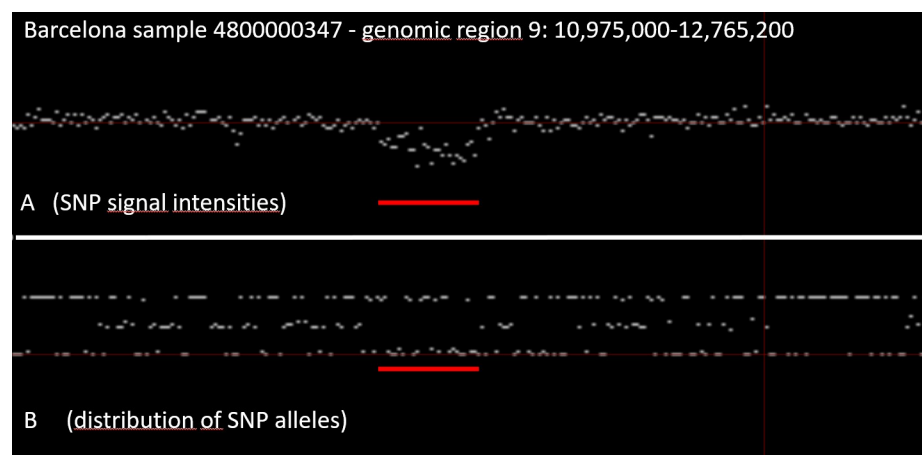 Barcelona sample 4800000347 - genomic region 9: 10,975,000-12,765,200
A (SNP signal intensities)
B (distribution of SNP alleles)